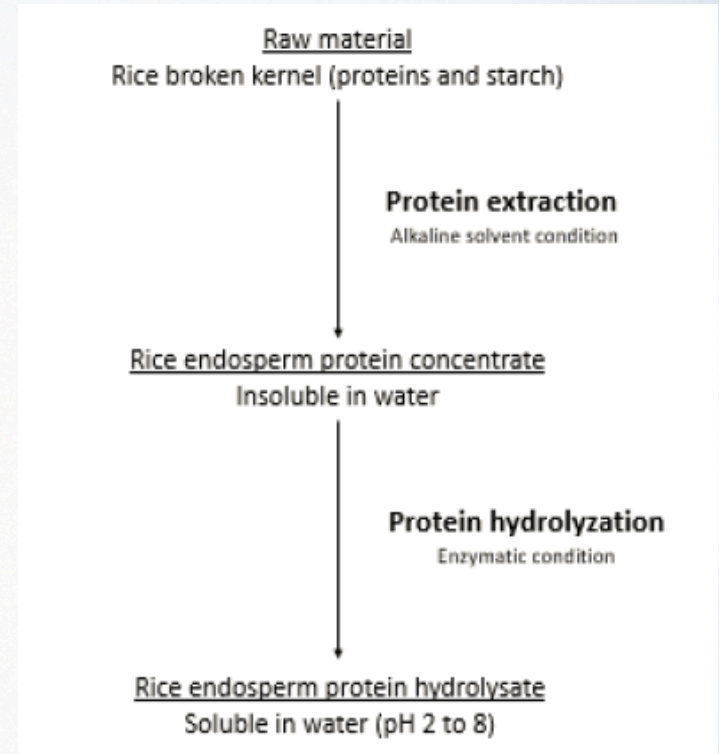 Raw material
Rice broken kernel (proteins and starch)
Protein extraction
Alkaline solvent condition
Rice endosperm protein concentrate
Insoluble in water
Protein hydrolyzation
Enzymatic condition
Rice endosperm protein hydrolysate
Soluble in water (pH 2 to 8)